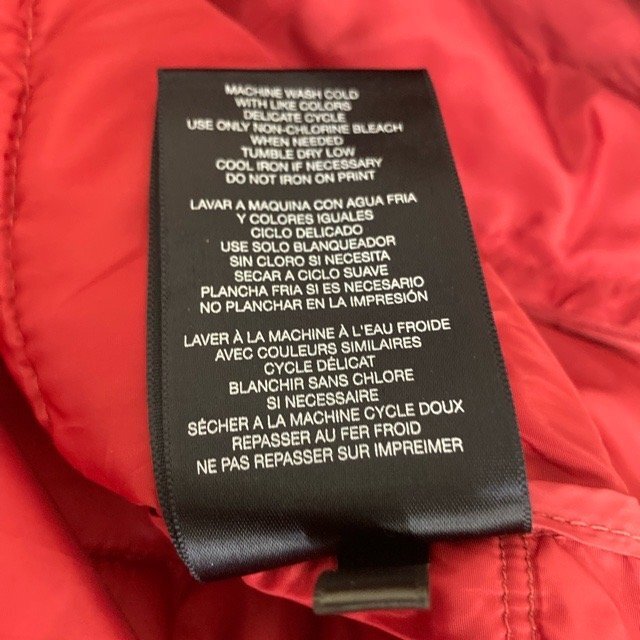 MACHINE WASH COLD
WITH LIKE COLORS
DELICATE CYCLE
USE ONLY NON-CHLORINE BLEACH
WHEN NEEDED
TUMBLE DRY LOW
COOL IRON IF NECESSARY
DO NOT IRON ON PRINT
LAVAR A MAQUINA CON AGUA FRIA
Y COLORES IGUALES
CICLO DELICADO
USE SOLO BLANQUEADOR
SIN CLORO SI NECESITA
SECAR A CICLO SUAVE
PLANCHA FRIA SI ES NECESARIO
NO PLANCHAR EN LA IMPRESIÓN
LAVER À LA MACHINE À L'EAU FROIDE
AVEC COULEURS SIMILAIRES
CYCLE DÉLICAT
BLANCHIR SANS CHLORE
SI NECESSAIRE
SÉCHER A LA MACHINE CYCLE DOUX
REPASSER AU FER FROID
NE PAS REPASSER SUR IMPREIMER